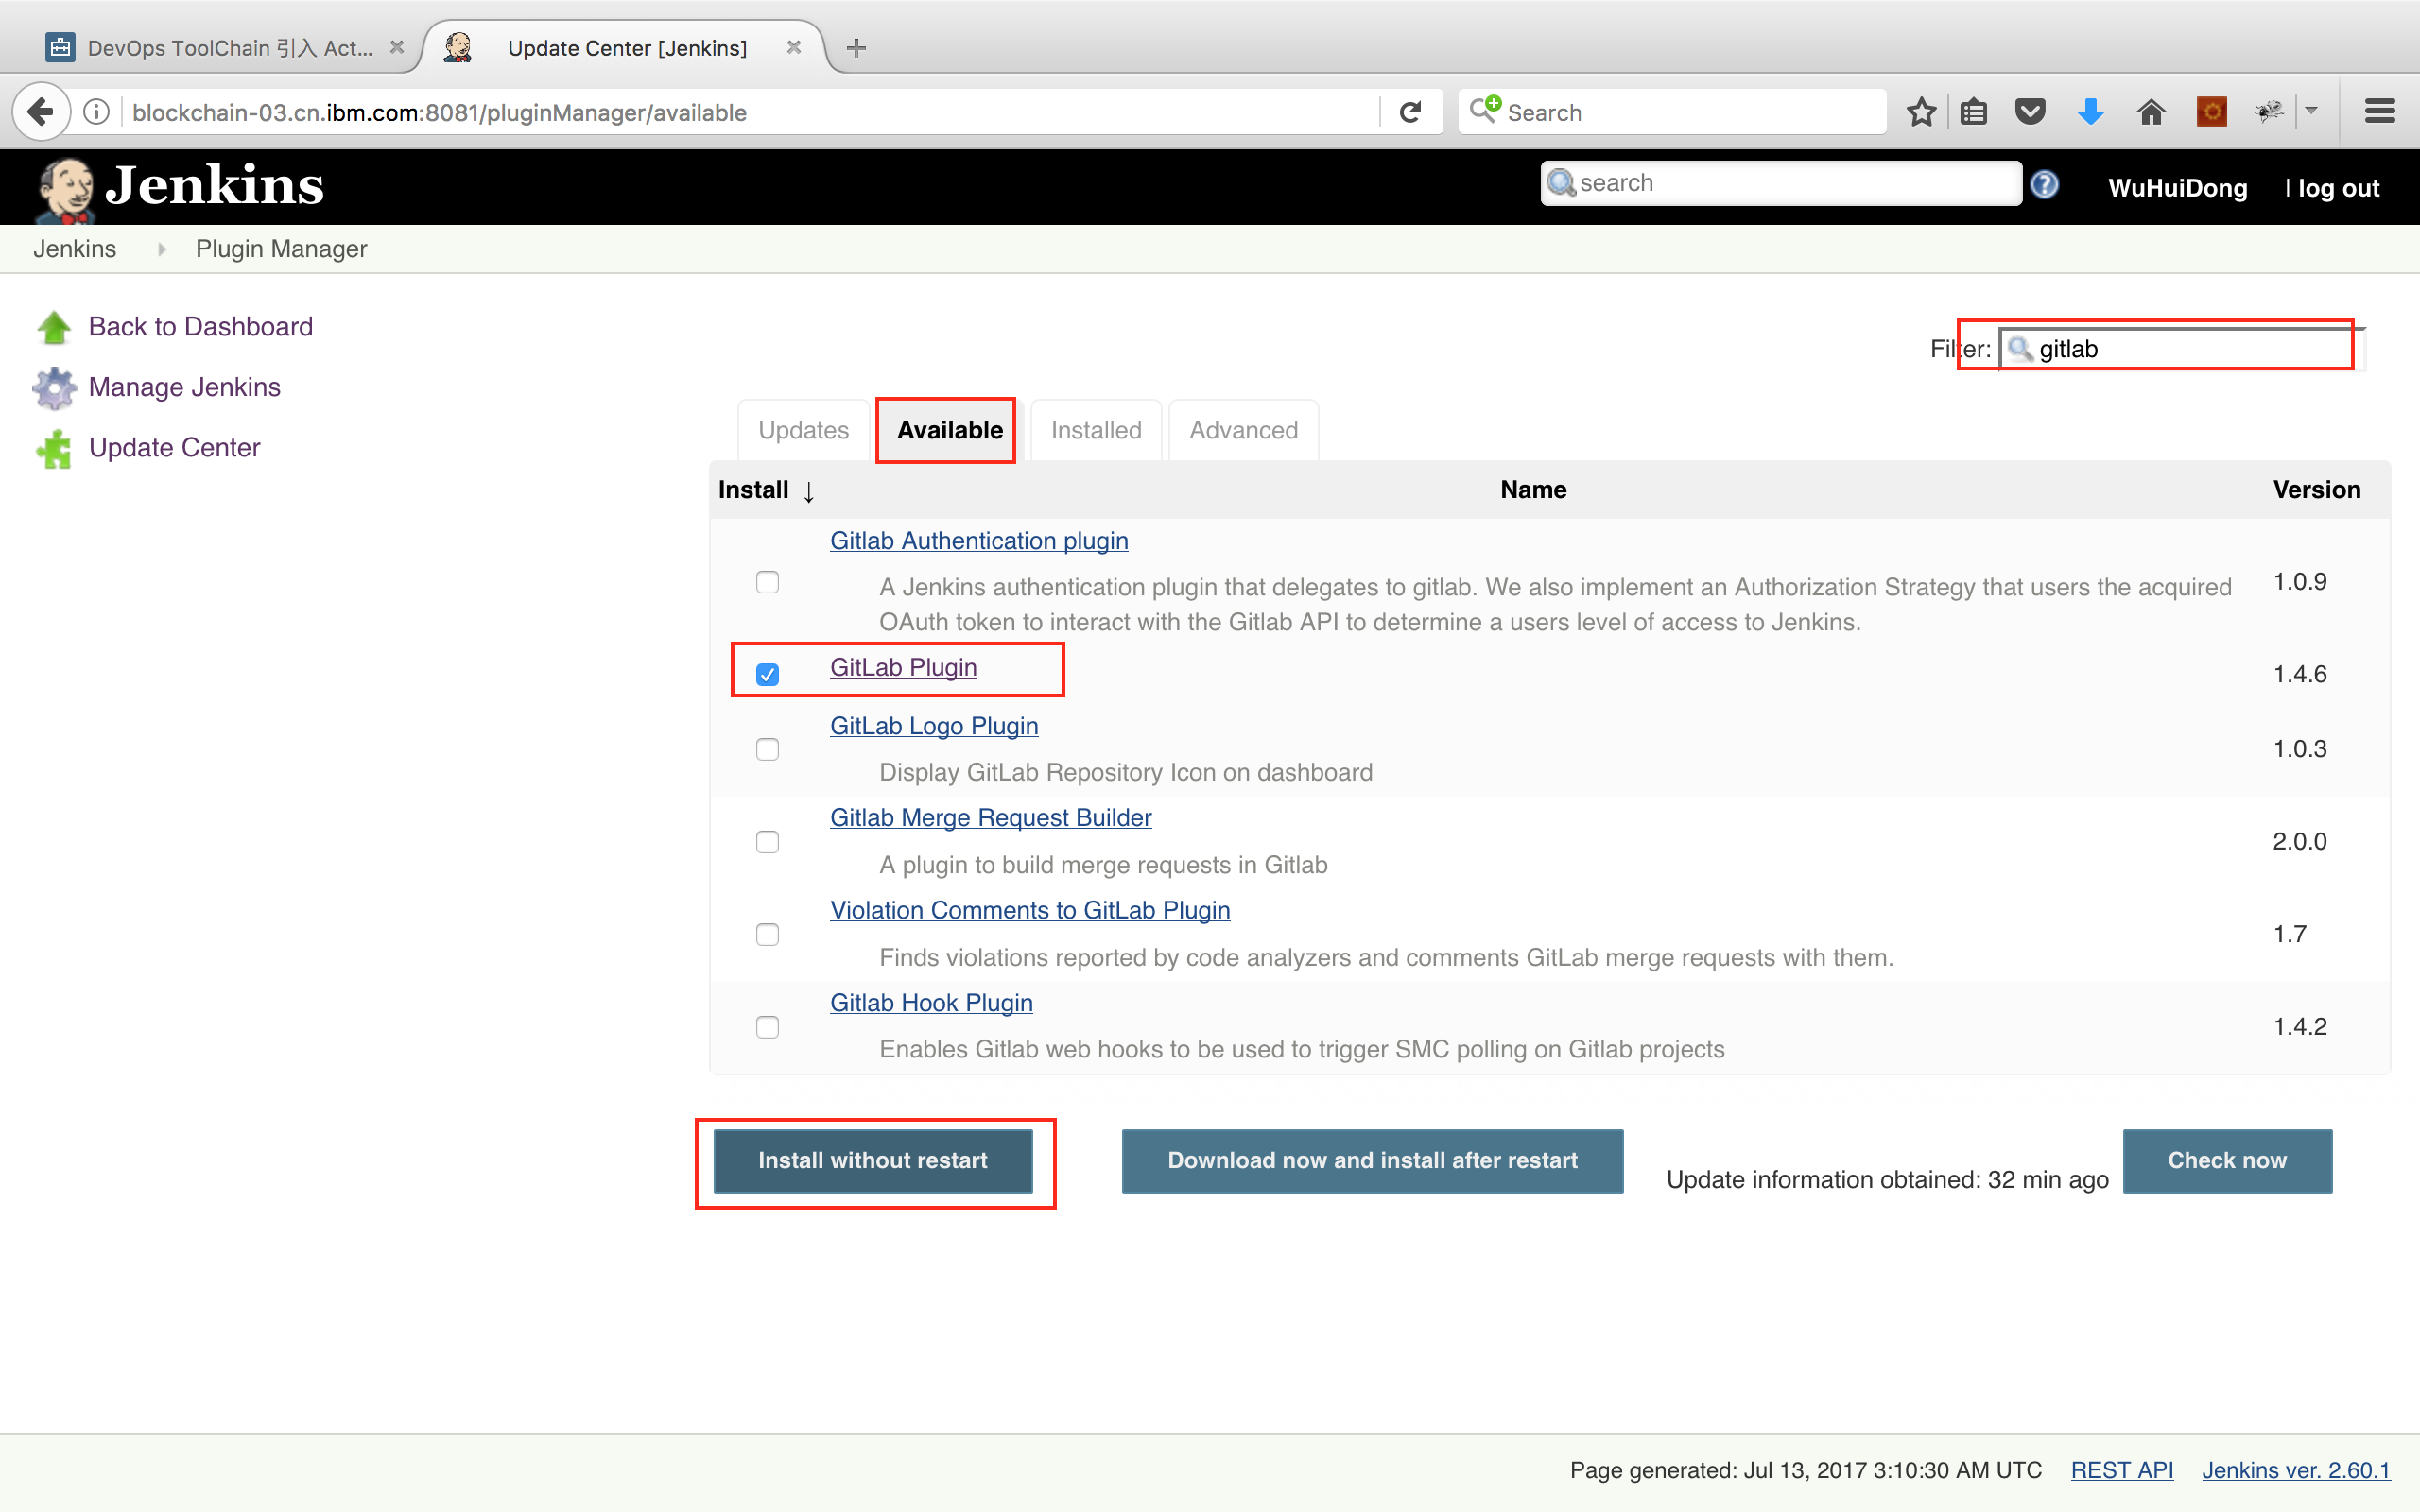 DevOps ToolChain 引入 Act...
Update Center [Jenkins]
blockchain-03.cn.ibm.com:8081/pluginManager/available
Search
Jenkins
search
WuHuiDong
| log out
Jenkins
Plugin Manager
Back to Dashboard
Manage Jenkins
Update Center
Filter:
gitlab
Updates
Available
Installed
Advanced
Install ↓
Name
Version
Gitlab Authentication plugin
A Jenkins authentication plugin that delegates to gitlab. We also implement an Authorization Strategy that users the acquired
OAuth token to interact with the Gitlab API to determine a users level of access to Jenkins.
1.0.9
GitLab Plugin
1.4.6
GitLab Logo Plugin
Display GitLab Repository Icon on dashboard
1.0.3
Gitlab Merge Request Builder
A plugin to build merge requests in Gitlab
2.0.0
Violation Comments to GitLab Plugin
Finds violations reported by code analyzers and comments GitLab merge requests with them.
1.7
Gitlab Hook Plugin
Enables Gitlab web hooks to be used to trigger SMC polling on Gitlab projects
1.4.2
Install without restart
Download now and install after restart
Update information obtained: 32 min ago
Check now
Page generated: Jul 13, 2017 3:10:30 AM UTC
REST API
Jenkins ver. 2.60.1